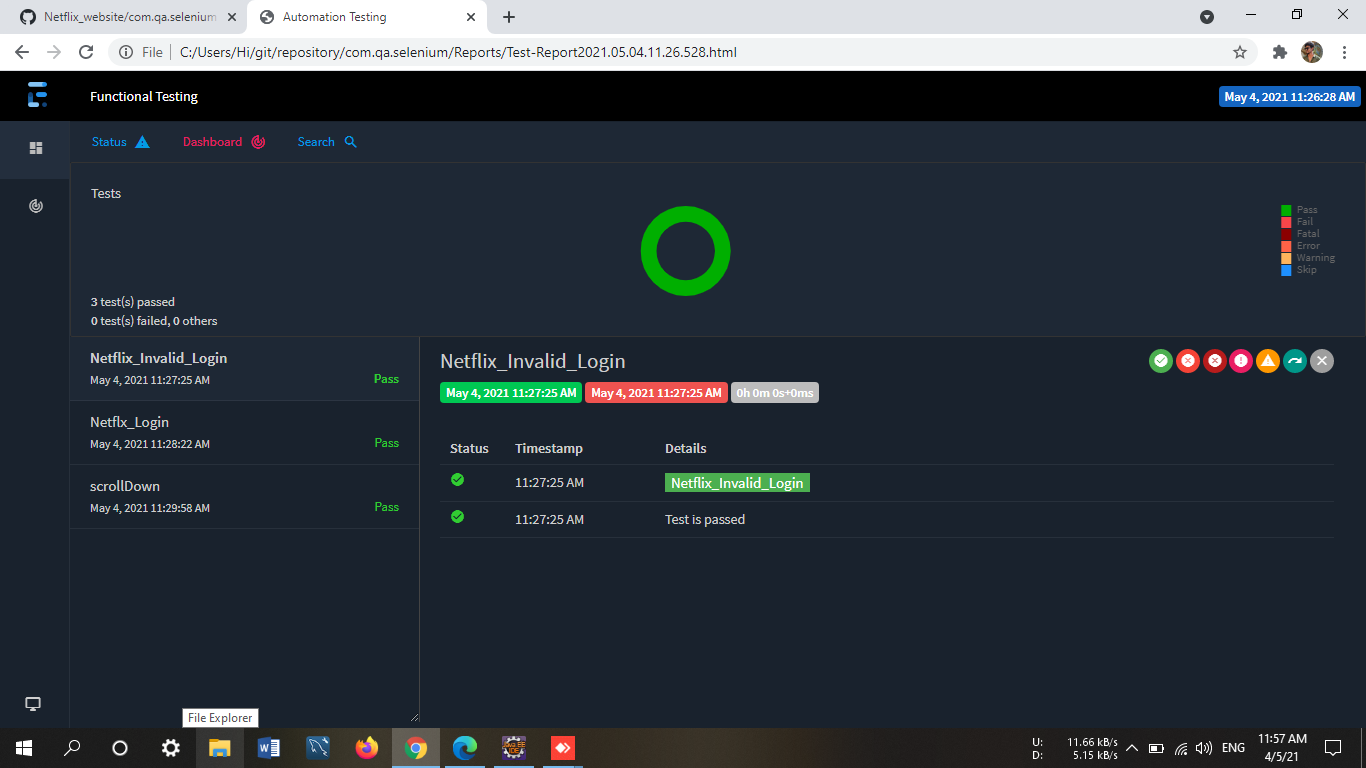 Netflix_website/com.qa.selenium
Automation Testing
File
C:/Users/Hi/git/repository/com.qa.selenium/Reports/Test-Report2021.05.04.11.26.528.html
Functional Testing
May 4, 2021 11:26:28 AM
Status
Dashboard
Search
Tests
Pass
Fail
Fatal
Error
Warning
Skip
3 test(s) passed
0 test(s) failed, 0 others
Netflix_Invalid_Login
May 4, 2021 11:27:25 AM
Pass
Netflx_Login
May 4, 2021 11:28:22 AM
Pass
scrollDown
May 4, 2021 11:29:58 AM
Pass
Netflix_Invalid_Login
May 4, 2021 11:27:25 AM May 4, 2021 11:27:25 AM 0h 0m 0s+0ms
Status Timestamp Details
11:27:25 AM Netflix_Invalid_Login
11:27:25 AM Test is passed
File Explorer
U: 11.66 kB/s
D: 5.15 kB/s
ENG
11:57 AM
4/5/21